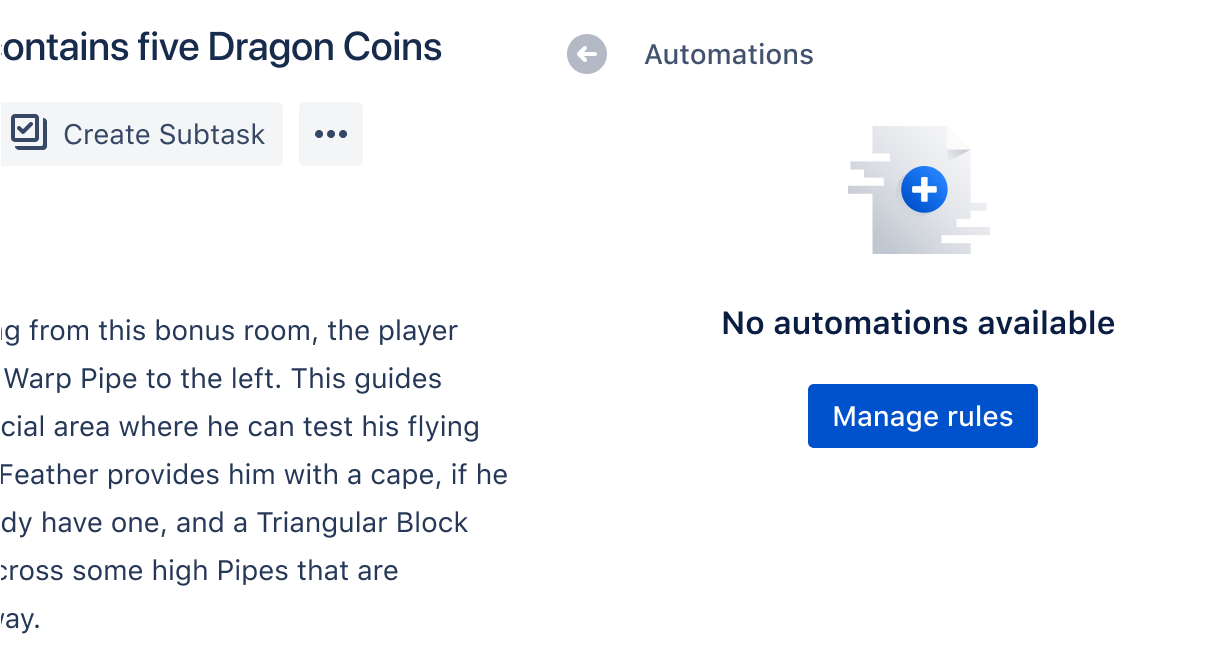 ontains five Dragon Coins
Create Subtask
g from this bonus room, the player
Warp Pipe to the left. This guides
cial area where he can test his flying
Feather provides him with a cape, if he
dy have one, and a Triangular Block
cross some high Pipes that are
way.
Automations
No automations available
Manage rules